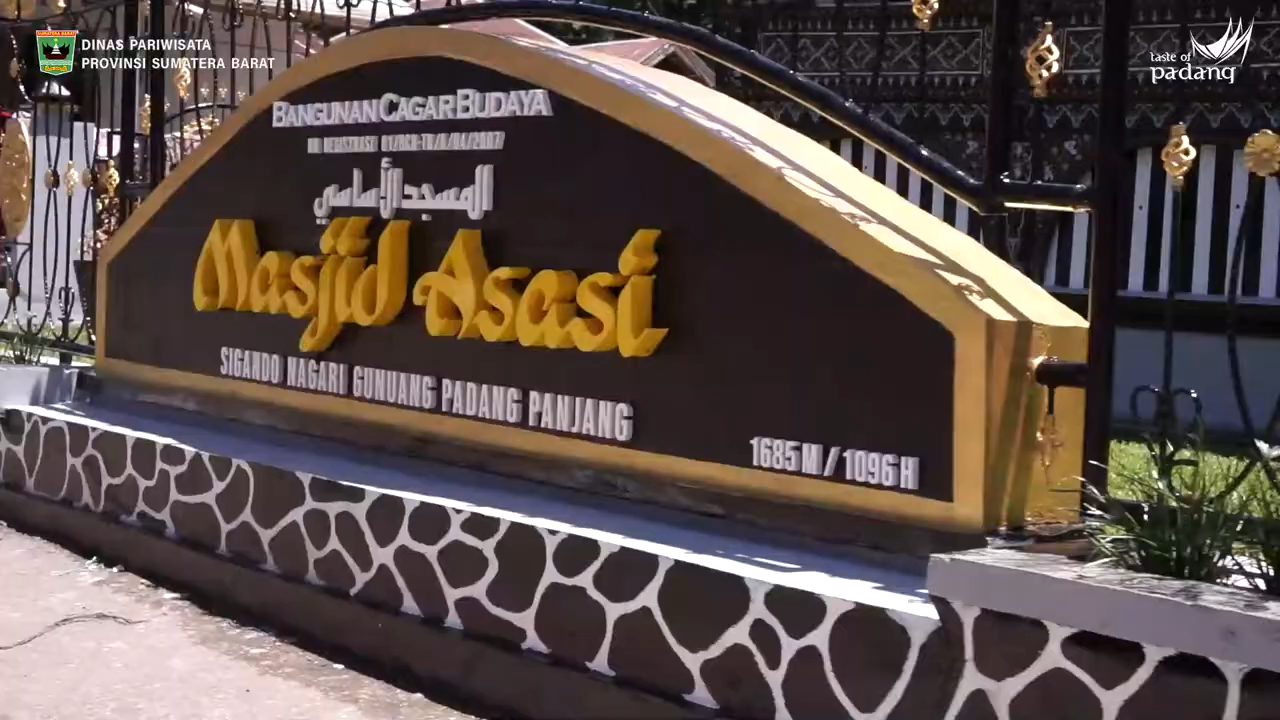 DINAS PARIWISATA
PROVINSI SUMATERA BARAT
taste of
padang
BANGUNAN CAGAR BUDAYA
المسجد الأساسي
Masjid Asasi
SIGANDO NAGARI GUNUANG PADANG PANJANG
1685 M / 1096 H